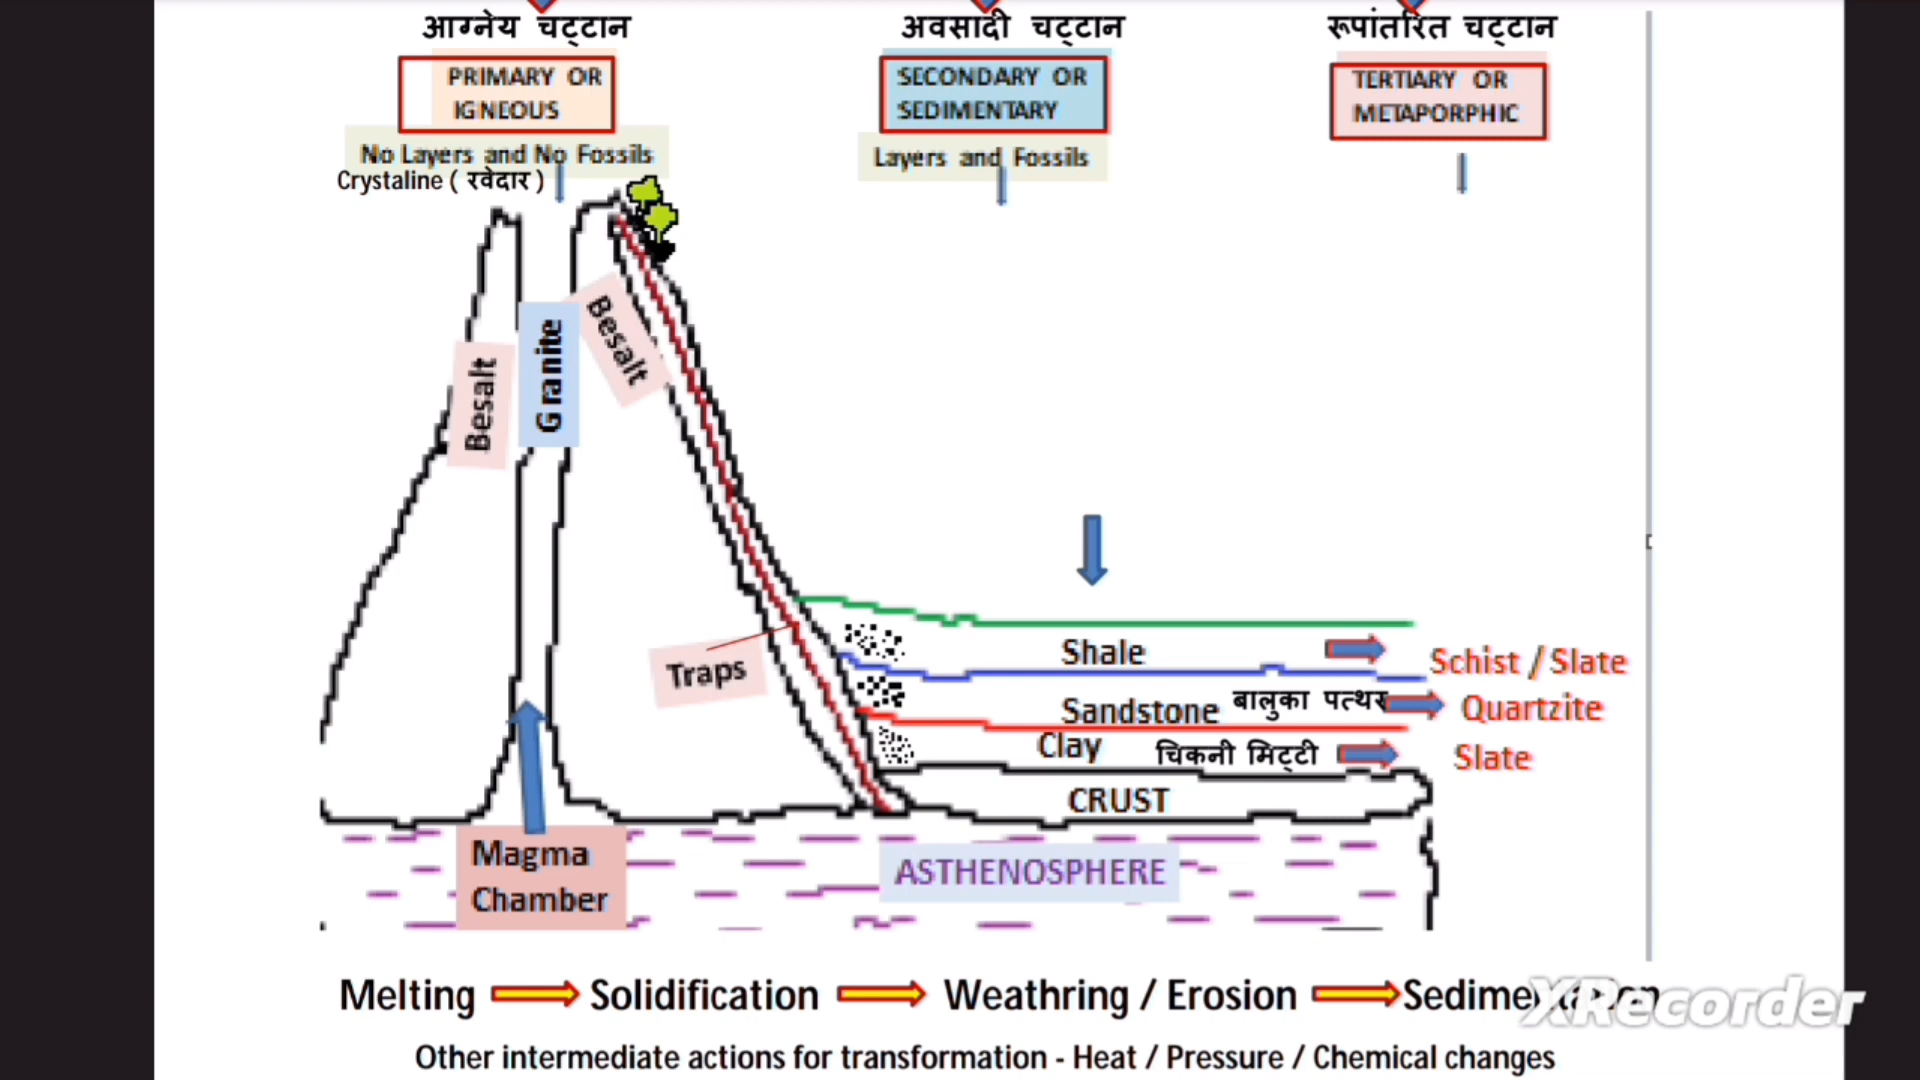 आग्नेय चट्टान
अवसादी चट्टान
रूपांतरित चट्टान
PRIMARY OR
IGNEOUS
SECONDARY OR
SEDIMENTARY
TERTIARY OR
METAPORPHIC
No Layers and No Fossils
Layers and Fossils
Crystaline ( रवेदार )
Besalt
Granite
Besalt
Traps
Shale
Schist / Slate
Sandstone बालुका पत्थर
Quartzite
Clay चिकनी मिट्टी
Slate
CRUST
Magma
Chamber
ASTHENOSPHERE
Melting Solidification Weathring / Erosion Sedimentation
XRecorder
Other intermediate actions for transformation - Heat / Pressure / Chemical changes